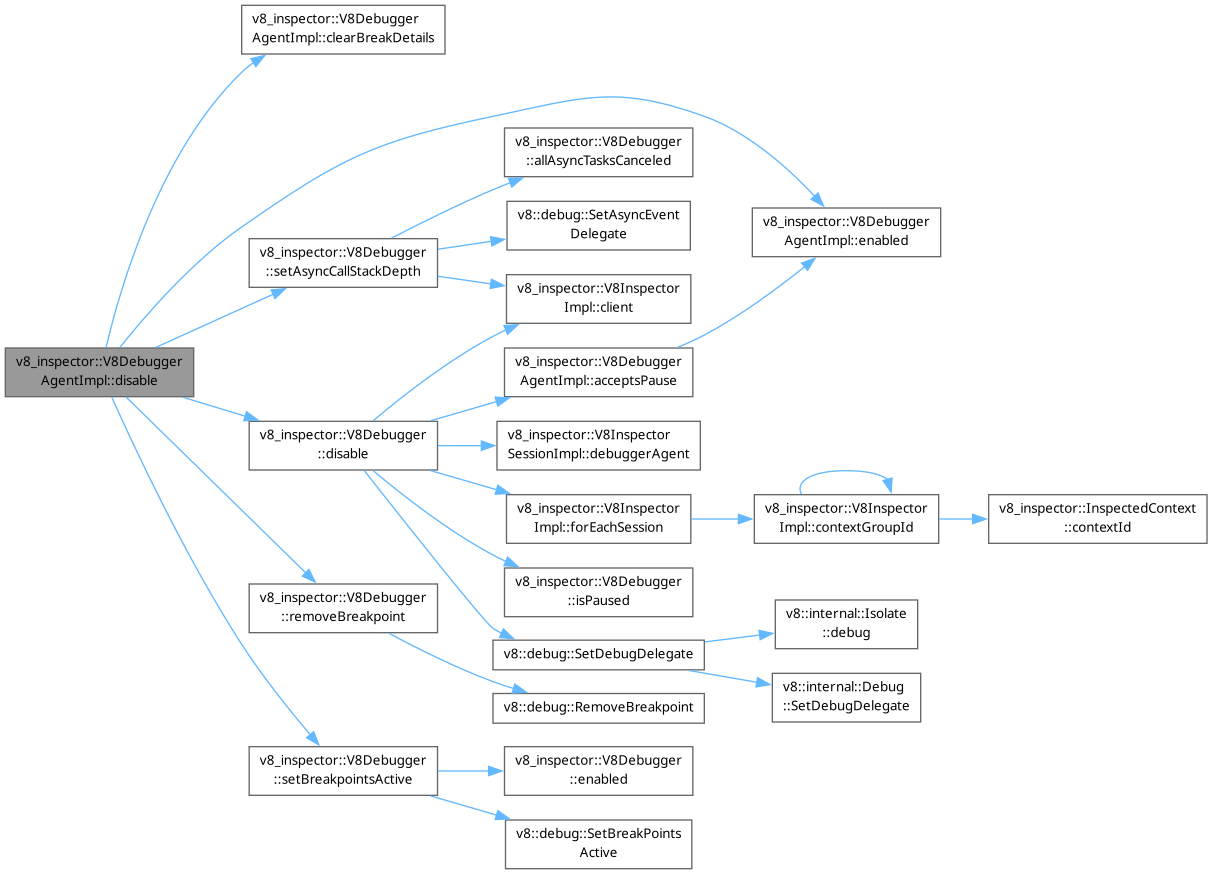 v8_inspector::V8Debugger
AgentImpl::clearBreakDetails
v8_inspector::V8Debugger
::allAsyncTasksCanceled
v8::debug::SetAsyncEvent
Delegate
v8_inspector::V8Debugger
AgentImpl::enabled
v8_inspector::V8Debugger
::setAsyncCallStackDepth
v8_inspector::V8Inspector
Impl::client
v8_inspector::V8Debugger
AgentImpl::disable
v8_inspector::V8Debugger
AgentImpl::acceptsPause
v8_inspector::V8Debugger
::disable
v8_inspector::V8Inspector
SessionImpl::debuggerAgent
v8_inspector::V8Inspector
Impl::forEachSession
v8_inspector::V8Inspector
Impl::contextGroupId
v8_inspector::InspectedContext
::contextId
v8_inspector::V8Debugger
::isPaused
v8_inspector::V8Debugger
::removeBreakpoint
v8::internal::Isolate
::debug
v8::debug::SetDebugDelegate
v8::internal::Debug
::SetDebugDelegate
v8::debug::RemoveBreakpoint
v8_inspector::V8Debugger
::setBreakpointsActive
v8_inspector::V8Debugger
::enabled
v8::debug::SetBreakPoints
Active